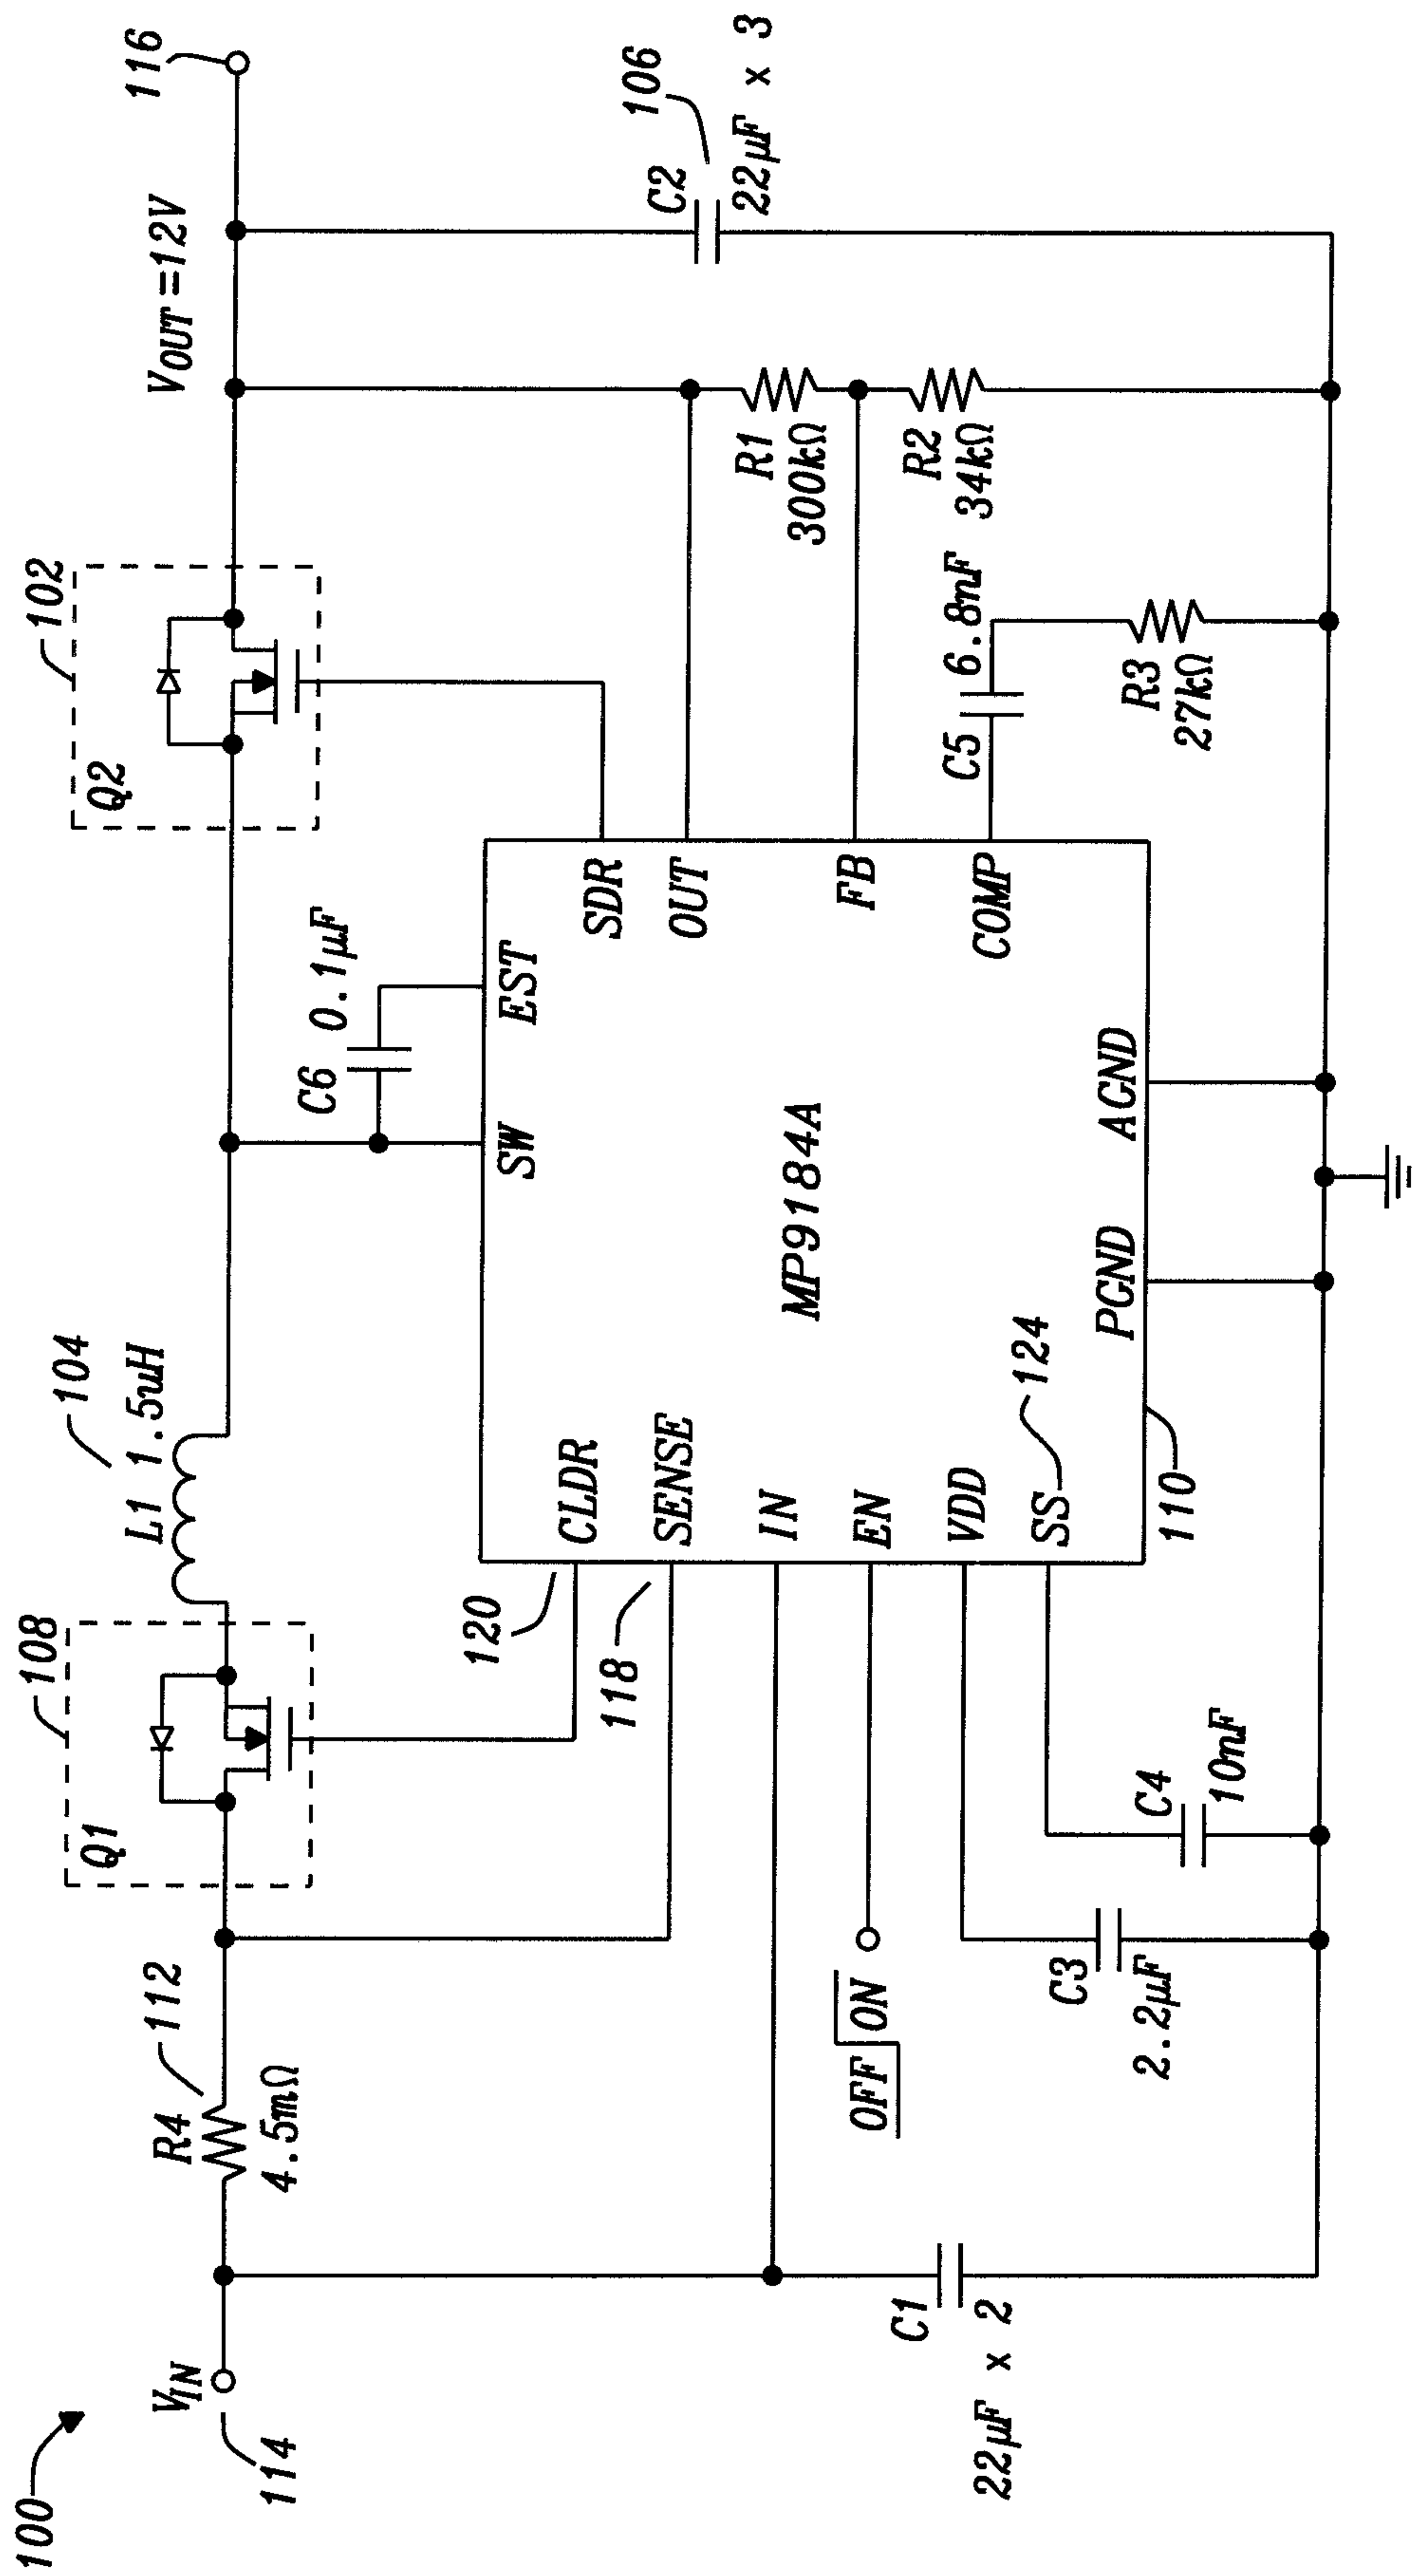 100
114
VIN
R4
4.5mΩ
112
Q1
108
L1 1.5uH
104
Q2
102
VOUT=12V
116
C6 0.1µF
SW
EST
CLDR
SENSE
IN
EN
VDD
SS
124
120
118
MP9184A
SDR
OUT
FB
COMP
PGND
AGND
110
OFF
ON
C1
22µF x 2
C3
2.2µF
C4
10nF
C5 6.8nF
R3
27kΩ
R1
300kΩ
R2
34kΩ
C2
22µF x 3
106